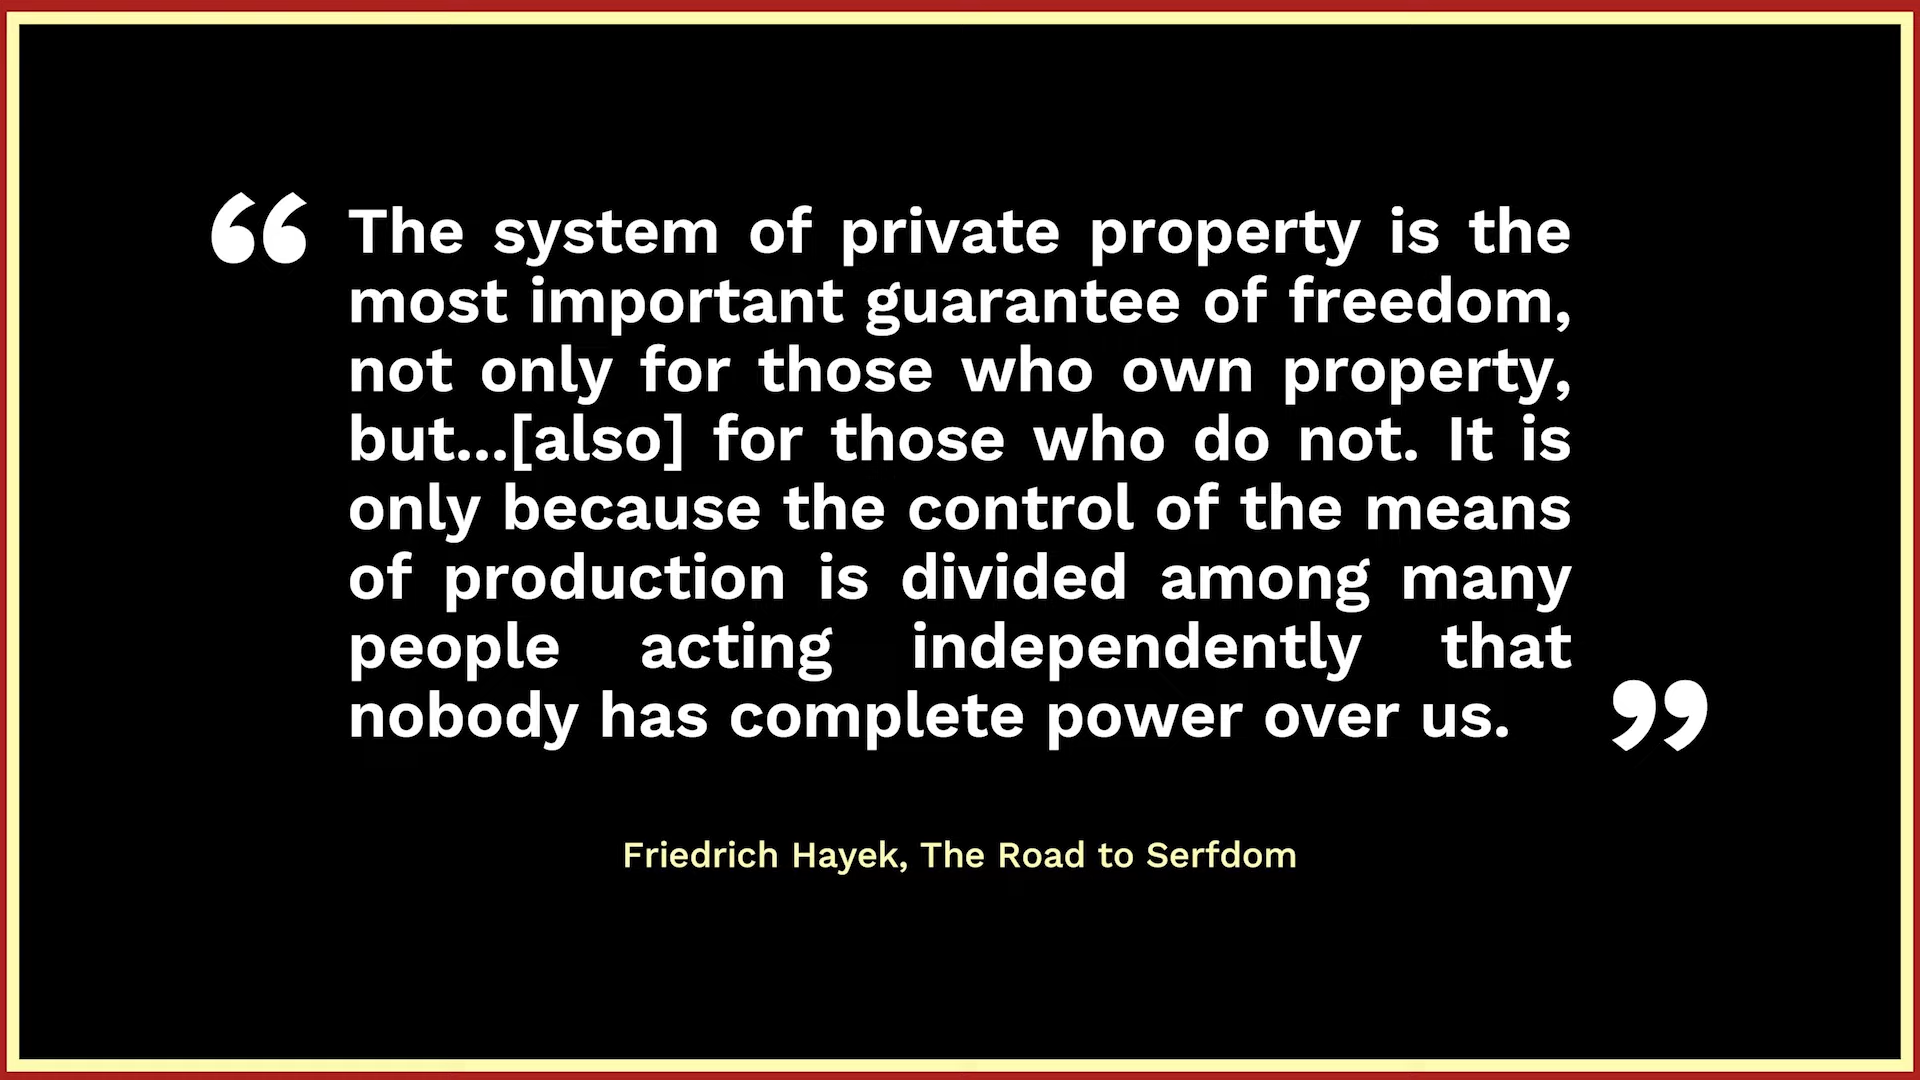 “The system of private property is the
most important guarantee of freedom,
not only for those who own property,
but...[also] for those who do not. It is
only because the control of the means
of production is divided among many
people acting independently that
nobody has complete power over us.”
Friedrich Hayek, The Road to Serfdom